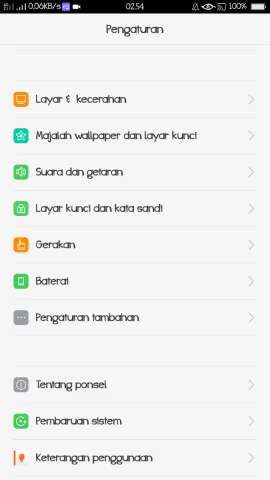 0.06KB/s 02.54 100%
Pengaturan
Layar & kecerahan
Majalah wallpaper dan layar kunci
Suara dan getaran
Layar kunci dan kata sandi
Gerakan
Baterai
Pengaturan tambahan
Tentang ponsel
Pembaruan sistem
Keterangan penggunaan